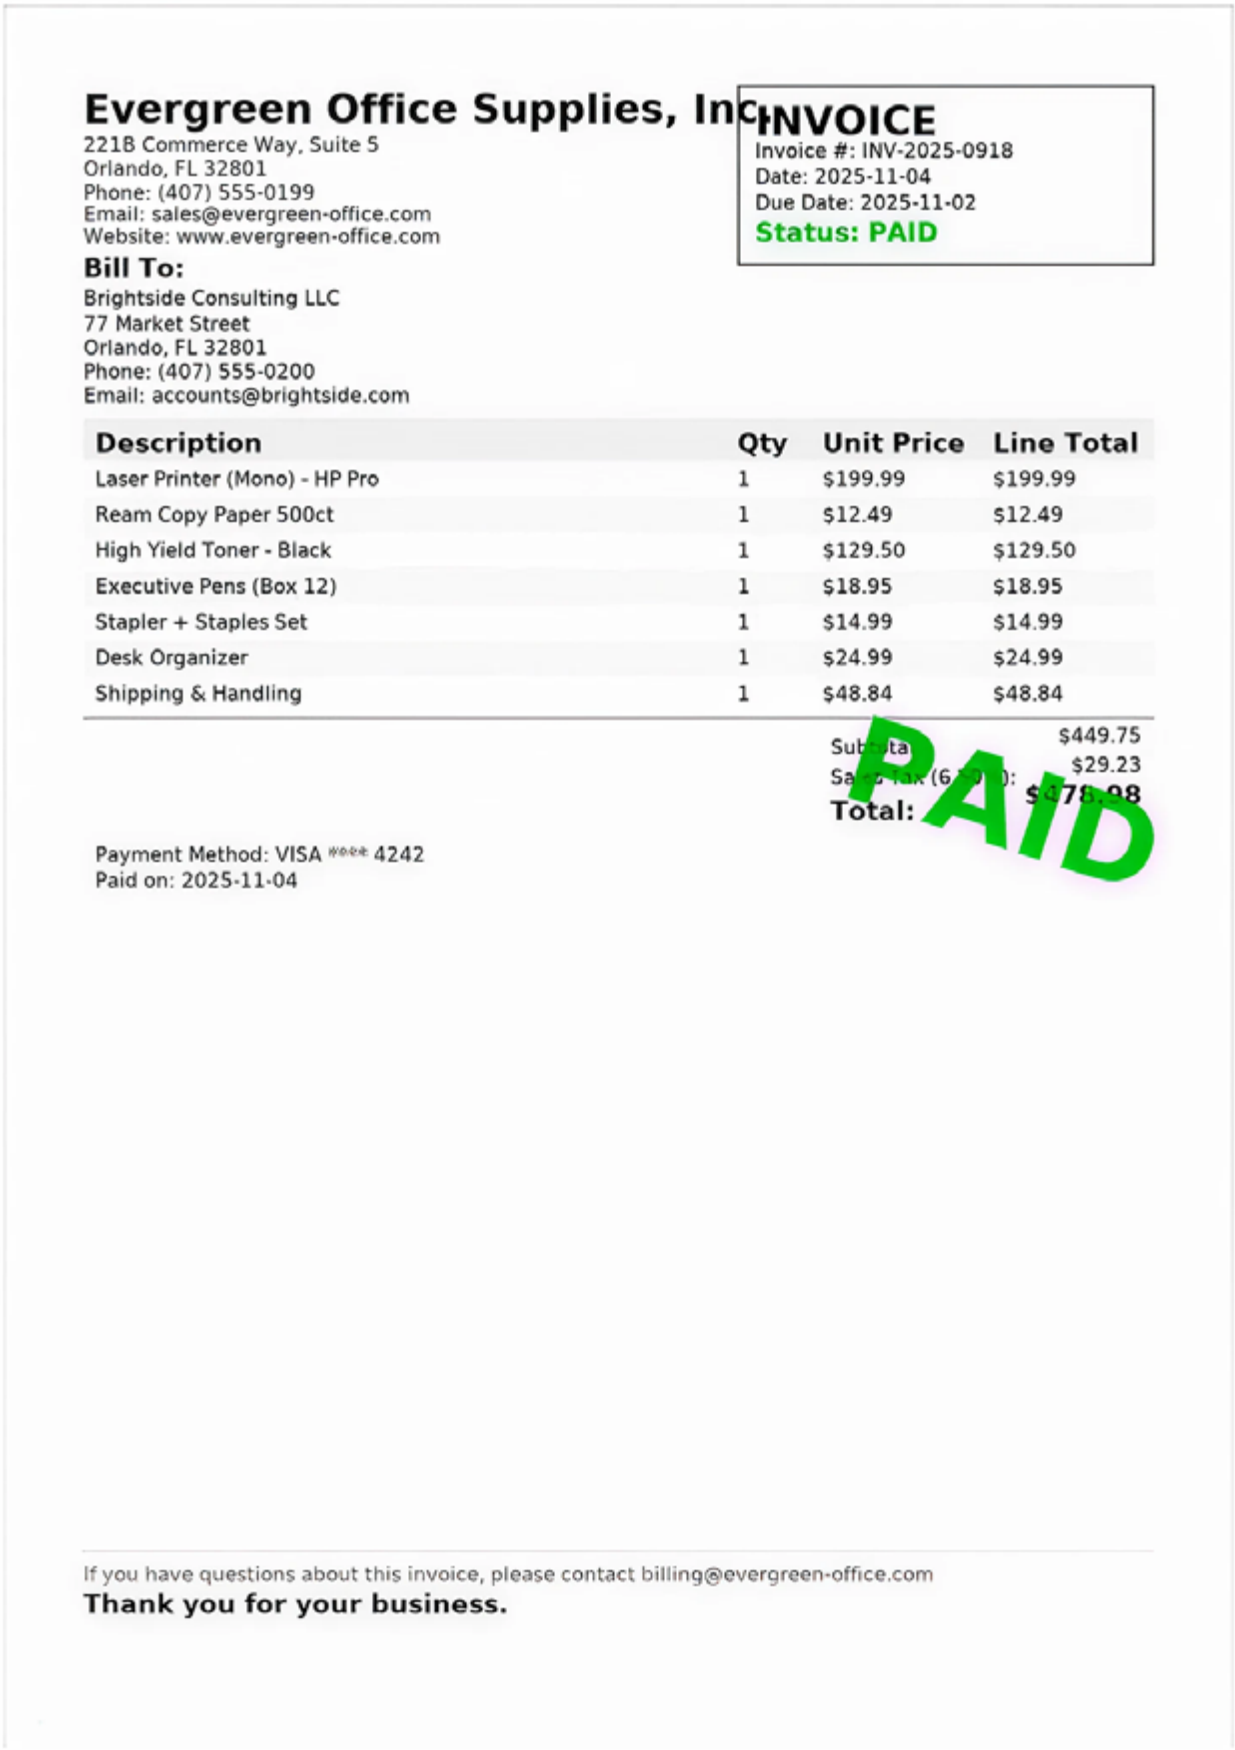 Evergreen Office Supplies, Inc.
221B Commerce Way, Suite 5
Orlando, FL 32801
Phone: (407) 555-0199
Email: sales@evergreen-office.com
Website: www.evergreen-office.com
INVOICE
Invoice #: INV-2025-0918
Date: 2025-11-04
Due Date: 2025-11-02
Status: PAID
Bill To:
Brightside Consulting LLC
77 Market Street
Orlando, FL 32801
Phone: (407) 555-0200
Email: accounts@brightside.com
Description Qty Unit Price Line Total
Laser Printer (Mono) - HP Pro 1 $199.99 $199.99
Ream Copy Paper 500ct 1 $12.49 $12.49
High Yield Toner - Black 1 $129.50 $129.50
Executive Pens (Box 12) 1 $18.95 $18.95
Stapler + Staples Set 1 $14.99 $14.99
Desk Organizer 1 $24.99 $24.99
Shipping & Handling 1 $48.84 $48.84
Subtotal $449.75
Sales Tax $29.23
Total: $478.98
PAID
Payment Method: VISA **** 4242
Paid on: 2025-11-04
If you have questions about this invoice, please contact billing@evergreen-office.com
Thank you for your business.